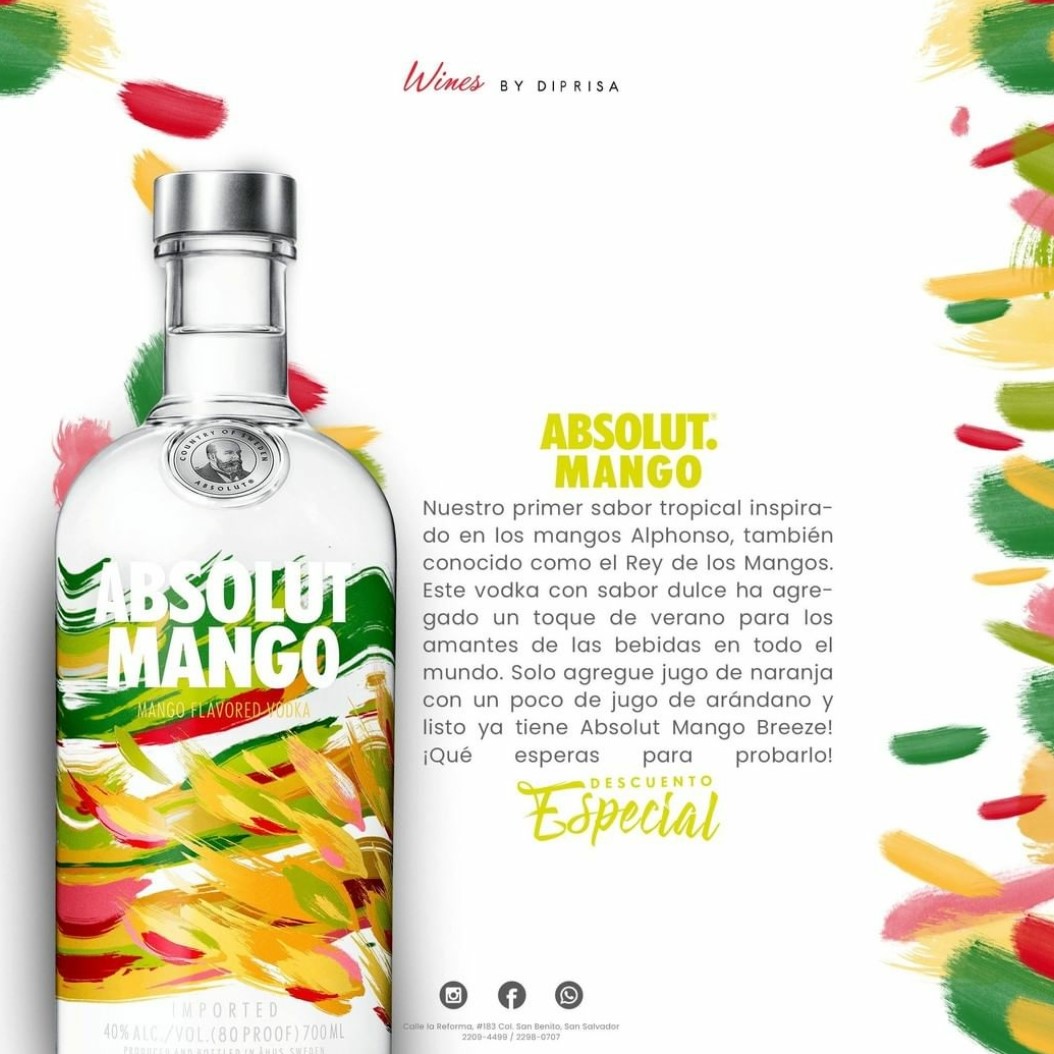 Wines BY DIPRISA
COUNTRY OF SWEDEN
ABSOLUT®
ABSOLUT
MANGO
MANGO FLAVORED VODKA
IMPORTED
40% ALC./VOL.(80 PROOF) 700 ML
PRODUCED AND BOTTLED IN ÅHUS, SWEDEN
ABSOLUT.®
MANGO
Nuestro primer sabor tropical inspira-
do en los mangos Alphonso, también
conocido como el Rey de los Mangos.
Este vodka con sabor dulce ha agre-
gado un toque de verano para los
amantes de las bebidas en todo el
mundo. Solo agregue jugo de naranja
con un poco de jugo de arándano y
listo ya tiene Absolut Mango Breeze!
¡Qué esperas para probarlo!
DESCUENTO
Especial
Calle la Reforma, #183 Col. San Benito, San Salvador
2209-4499 / 2298-0707